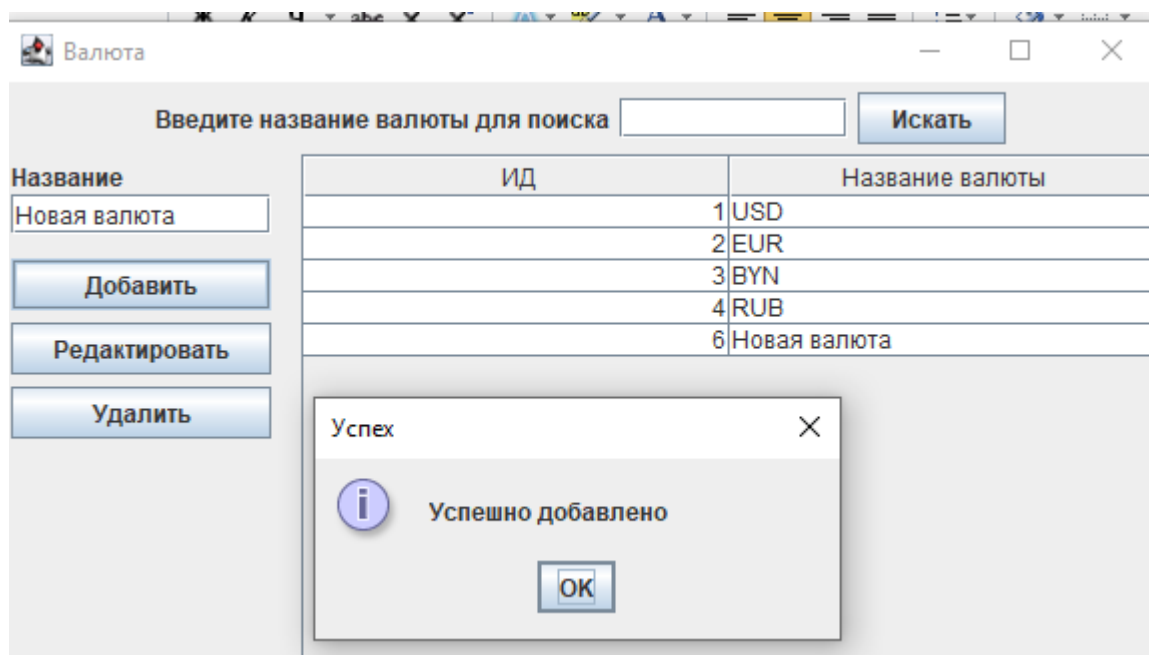 Ж К Ч abc
Валюта
Введите название валюты для поиска Искать
Название
Новая валюта
Добавить
Редактировать
Удалить
ИД Название валюты
1 USD
2 EUR
3 BYN
4 RUB
6 Новая валюта
Успех
i
Успешно добавлено
OK